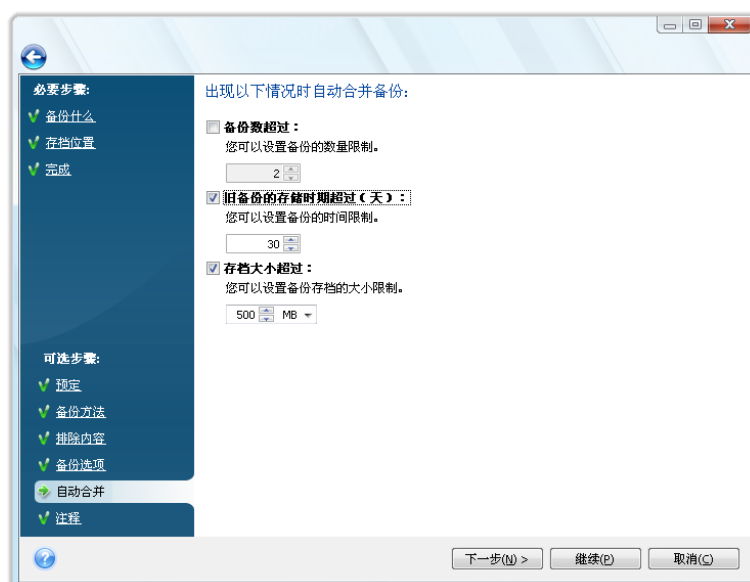 必要步骤:
备份什么
存档位置
完成
出现以下情况时自动合并备份:
备份数超过:
您可以设置备份的数量限制。
2
旧备份的存储时期超过(天):
您可以设置备份的时间限制。
30
存档大小超过:
您可以设置备份存档的大小限制。
500 MB
可选步骤:
预定
备份方法
排除内容
备份选项
自动合并
注释
?
下一步(N) > 继续(P) 取消(C)